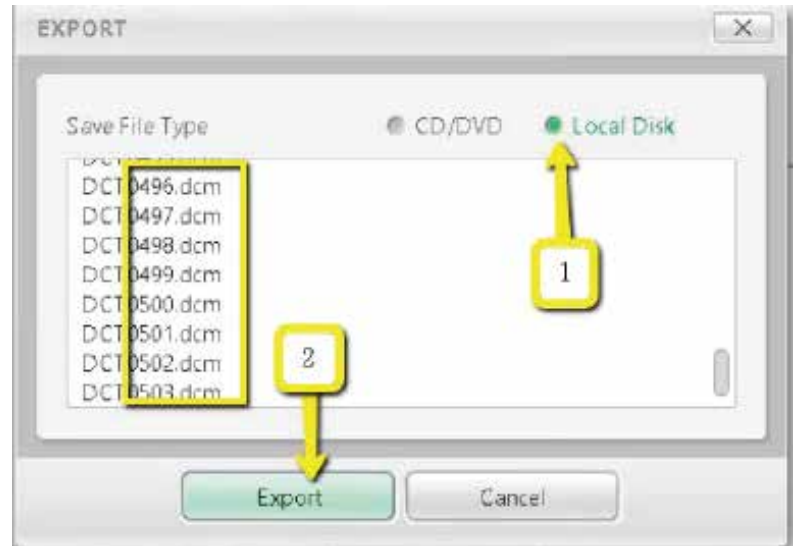 EXPORT
Save File Type CD/DVD Local Disk
DCT0496.dcm
DCT0497.dcm
DCT0498.dcm
DCT0499.dcm
DCT0500.dcm
DCT0501.dcm
DCT0502.dcm
DCT0503.dcm
1
2
Export Cancel